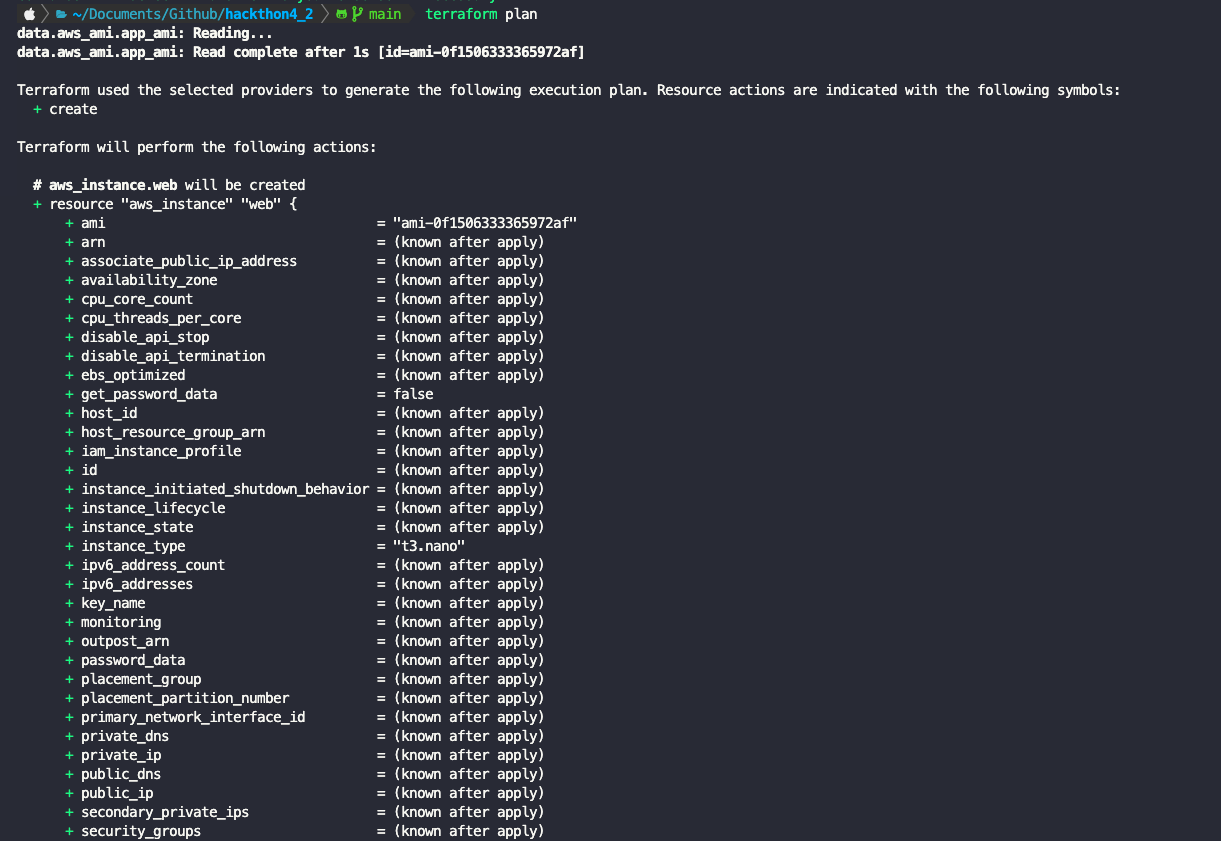 ~/Documents/Github/hackthon4_2 main terraform plan
data.aws_ami.app_ami: Reading...
data.aws_ami.app_ami: Read complete after 1s [id=ami-0f1506333365972af]
Terraform used the selected providers to generate the following execution plan. Resource actions are indicated with the following symbols:
+ create
Terraform will perform the following actions:
# aws_instance.web will be created
+ resource "aws_instance" "web" {
+ ami = "ami-0f1506333365972af"
+ arn = (known after apply)
+ associate_public_ip_address = (known after apply)
+ availability_zone = (known after apply)
+ cpu_core_count = (known after apply)
+ cpu_threads_per_core = (known after apply)
+ disable_api_stop = (known after apply)
+ disable_api_termination = (known after apply)
+ ebs_optimized = (known after apply)
+ get_password_data = false
+ host_id = (known after apply)
+ host_resource_group_arn = (known after apply)
+ iam_instance_profile = (known after apply)
+ id = (known after apply)
+ instance_initiated_shutdown_behavior = (known after apply)
+ instance_lifecycle = (known after apply)
+ instance_state = (known after apply)
+ instance_type = "t3.nano"
+ ipv6_address_count = (known after apply)
+ ipv6_addresses = (known after apply)
+ key_name = (known after apply)
+ monitoring = (known after apply)
+ outpost_arn = (known after apply)
+ password_data = (known after apply)
+ placement_group = (known after apply)
+ placement_partition_number = (known after apply)
+ primary_network_interface_id = (known after apply)
+ private_dns = (known after apply)
+ private_ip = (known after apply)
+ public_dns = (known after apply)
+ public_ip = (known after apply)
+ secondary_private_ips = (known after apply)
+ security_groups = (known after apply)